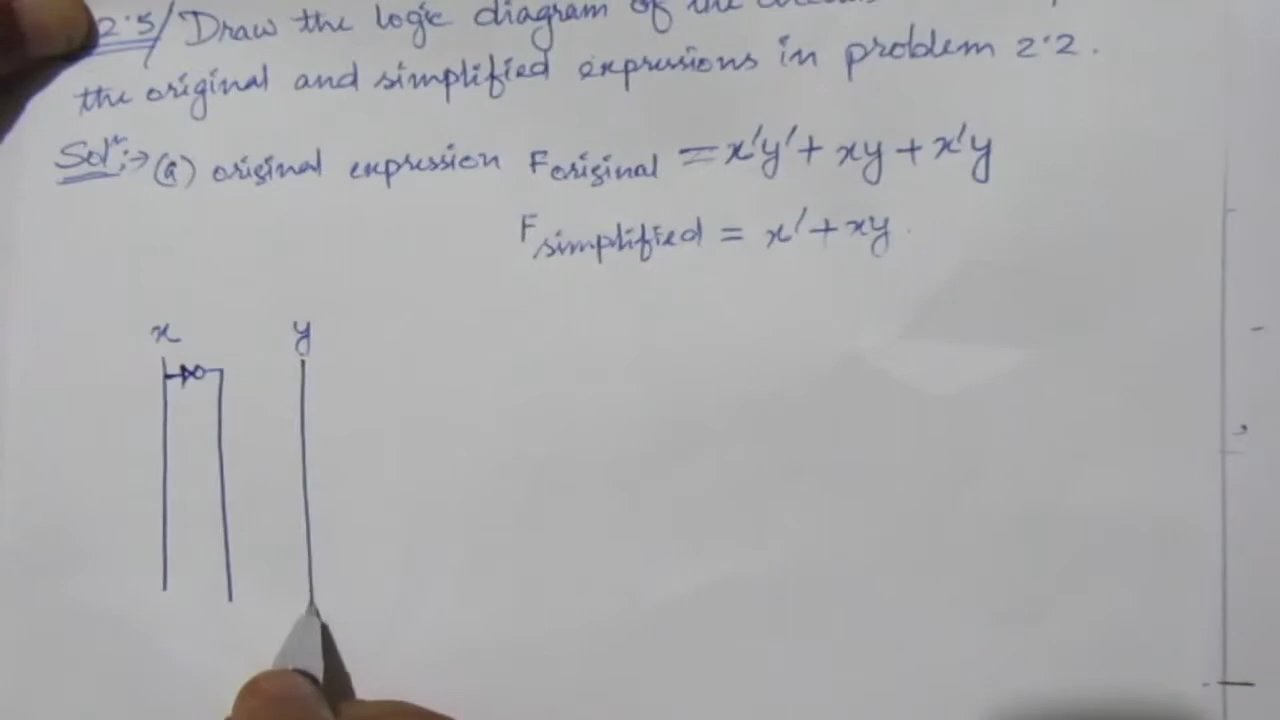 2.5/ Draw the logic diagram of the
the original and simplified expressions in problem 2.2.
Solⁿ:→ (a) original expression Foriginal = x'y' + xy + x'y
Fsimplified = x' + xy
x y